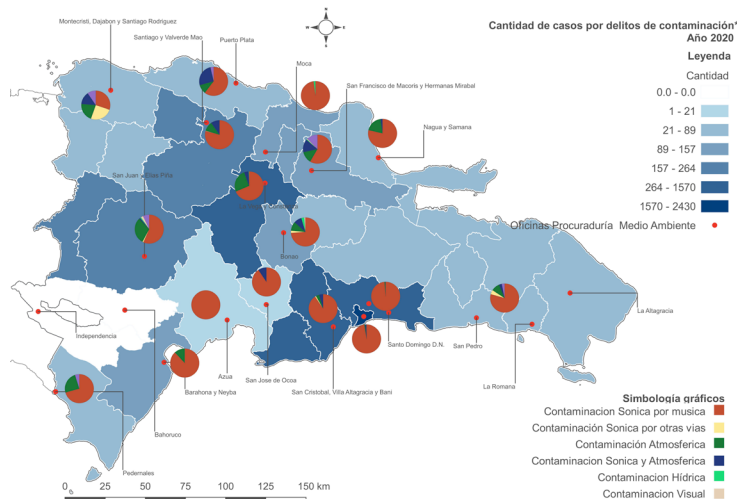 Montecristi, Dajabon y Santiago Rodriguez
Santiago y Valverde Mao
Puerto Plata
Moca
San Francisco de Macoris y Hermanas Mirabal
Nagua y Samana
San Juan y Elias Piña
Bonao
La Altagracia
Independencia
Azua
San Jose de Ocoa
San Cristobal, Villa Altagracia y Bani
Santo Domingo D.N.
San Pedro
La Romana
Barahona y Neyba
Bahoruco
Pedernales
0 25 50 75 100 150 km
Cantidad de casos por delitos de contaminación*
Año 2020
Leyenda
Cantidad
0.0 - 0.0
1 - 21
21 - 89
89 - 157
157 - 264
264 - 1570
1570 - 2430
Oficinas Procuraduría Medio Ambiente
Simbología gráficos
Contaminacion Sonica por musica
Contaminación Sonica por otras vias
Contaminación Atmosferica
Contaminacion Sonica y Atmosferica
Contaminacion Hídrica
Contaminacion Visual